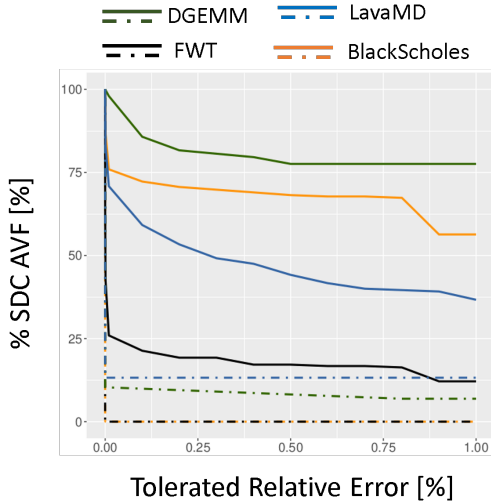 DGEMM LavaMD
FWT BlackScholes
100
75
50
25
0
% SDC AVF [%]
0.00 0.25 0.50 0.75 1.00
Tolerated Relative Error [%]